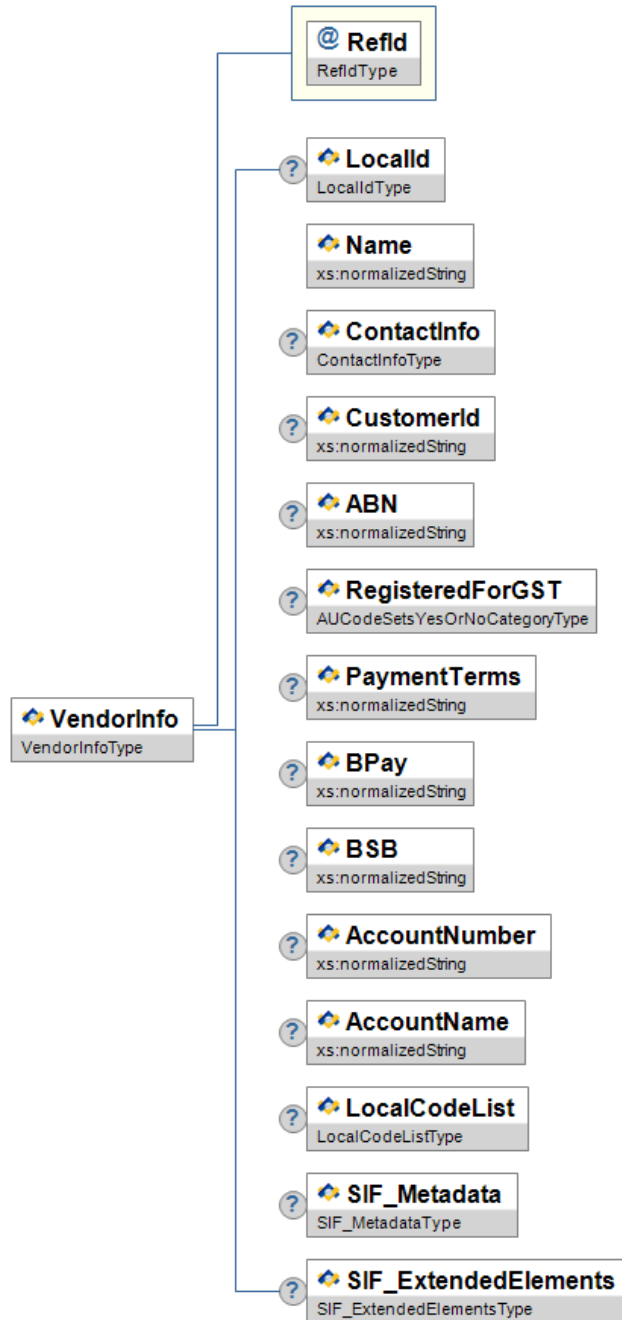 @ RefId
RefIdType
? LocalId
LocalIdType
Name
xs:normalizedString
? ContactInfo
ContactInfoType
? CustomerId
xs:normalizedString
? ABN
xs:normalizedString
? RegisteredForGST
AUCodeSetsYesOrNoCategoryType
? PaymentTerms
xs:normalizedString
VendorInfo
VendorInfoType
? BPay
xs:normalizedString
? BSB
xs:normalizedString
? AccountNumber
xs:normalizedString
? AccountName
xs:normalizedString
? LocalCodeList
LocalCodeListType
? SIF_Metadata
SIF_MetadataType
? SIF_ExtendedElements
SIF_ExtendedElementsType